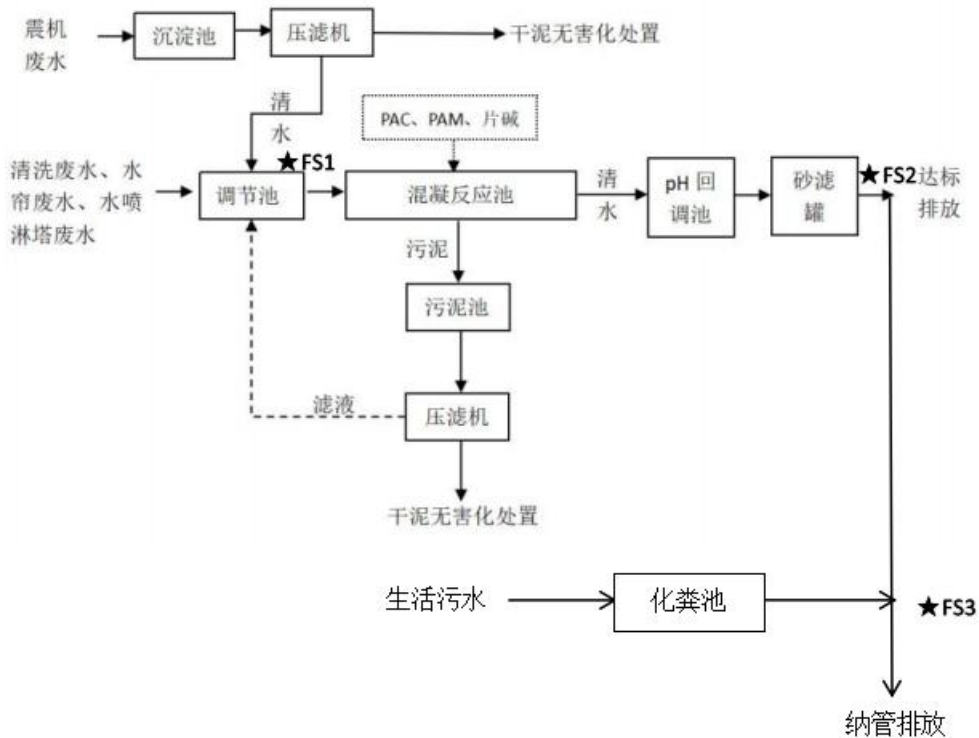 震机
废水
沉淀池
压滤机
干泥无害化处置
清
水
PAC、PAM、片碱
★FS1
清洗废水、水
帘废水、水喷
淋塔废水
调节池
混凝反应池
清
水
pH 回
调池
砂滤
罐
★FS2
达标
排放
污泥
污泥池
滤液
压滤机
干泥无害化处置
生活污水
化粪池
★FS3
纳管排放